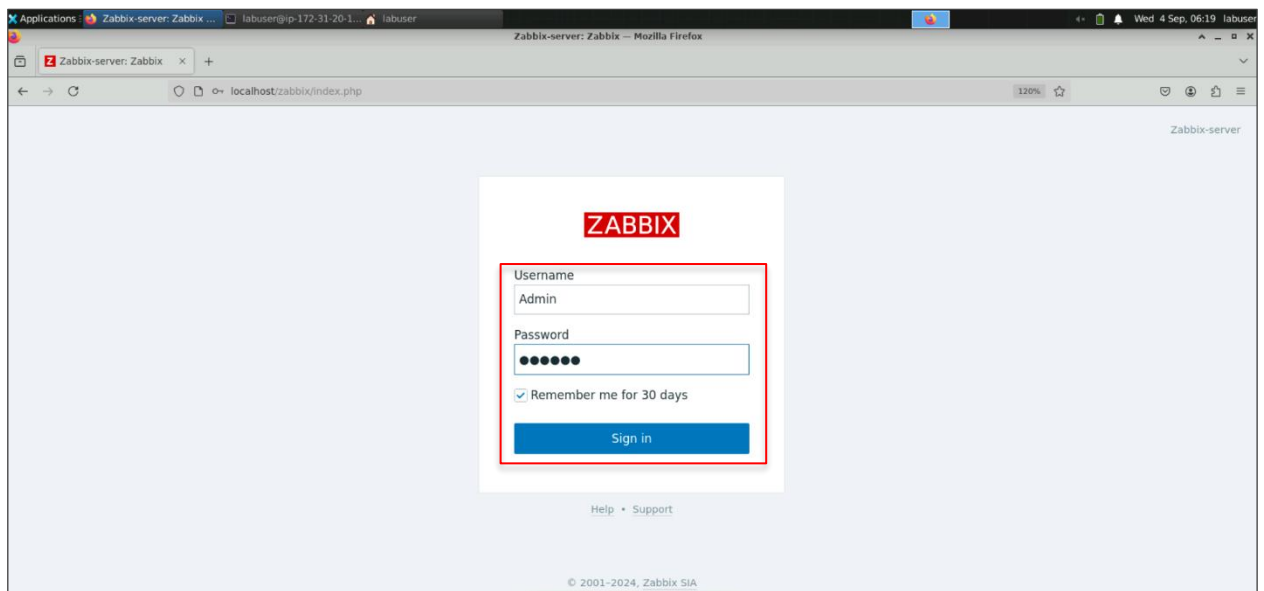 Applications : Zabbix-server: Zabbix ... labuser@ip-172-31-20-1... labuser Wed 4 Sep, 06:19 labuser
Zabbix-server: Zabbix — Mozilla Firefox
Zabbix-server: Zabbix
localhost/zabbix/index.php 120%
Zabbix-server
ZABBIX
Username
Admin
Password
●●●●●●
Remember me for 30 days
Sign in
Help • Support
© 2001–2024, Zabbix SIA